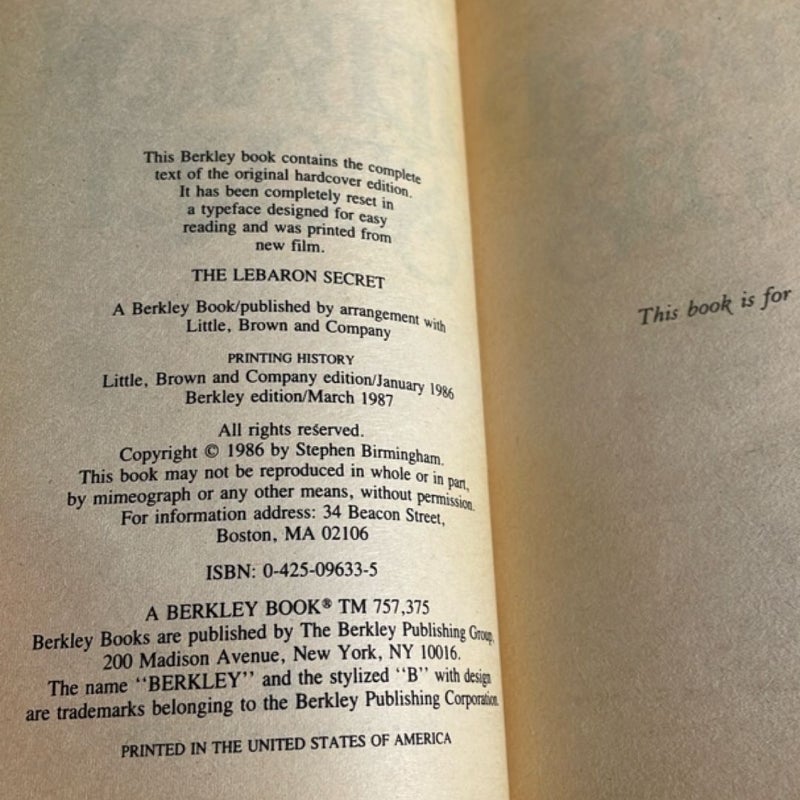 This Berkley book contains the complete
text of the original hardcover edition.
It has been completely reset in
a typeface designed for easy
reading and was printed from
new film.
THE LEBARON SECRET
A Berkley Book/published by arrangement with
Little, Brown and Company
PRINTING HISTORY
Little, Brown and Company edition/January 1986
Berkley edition/March 1987
All rights reserved.
Copyright © 1986 by Stephen Birmingham.
This book may not be reproduced in whole or in part,
by mimeograph or any other means, without permission.
For information address: 34 Beacon Street,
Boston, MA 02106
ISBN: 0-425-09633-5
A BERKLEY BOOK® TM 757,375
Berkley Books are published by The Berkley Publishing Group,
200 Madison Avenue, New York, NY 10016.
The name "BERKLEY" and the stylized "B" with design
are trademarks belonging to the Berkley Publishing Corporation.
PRINTED IN THE UNITED STATES OF AMERICA
This book is for